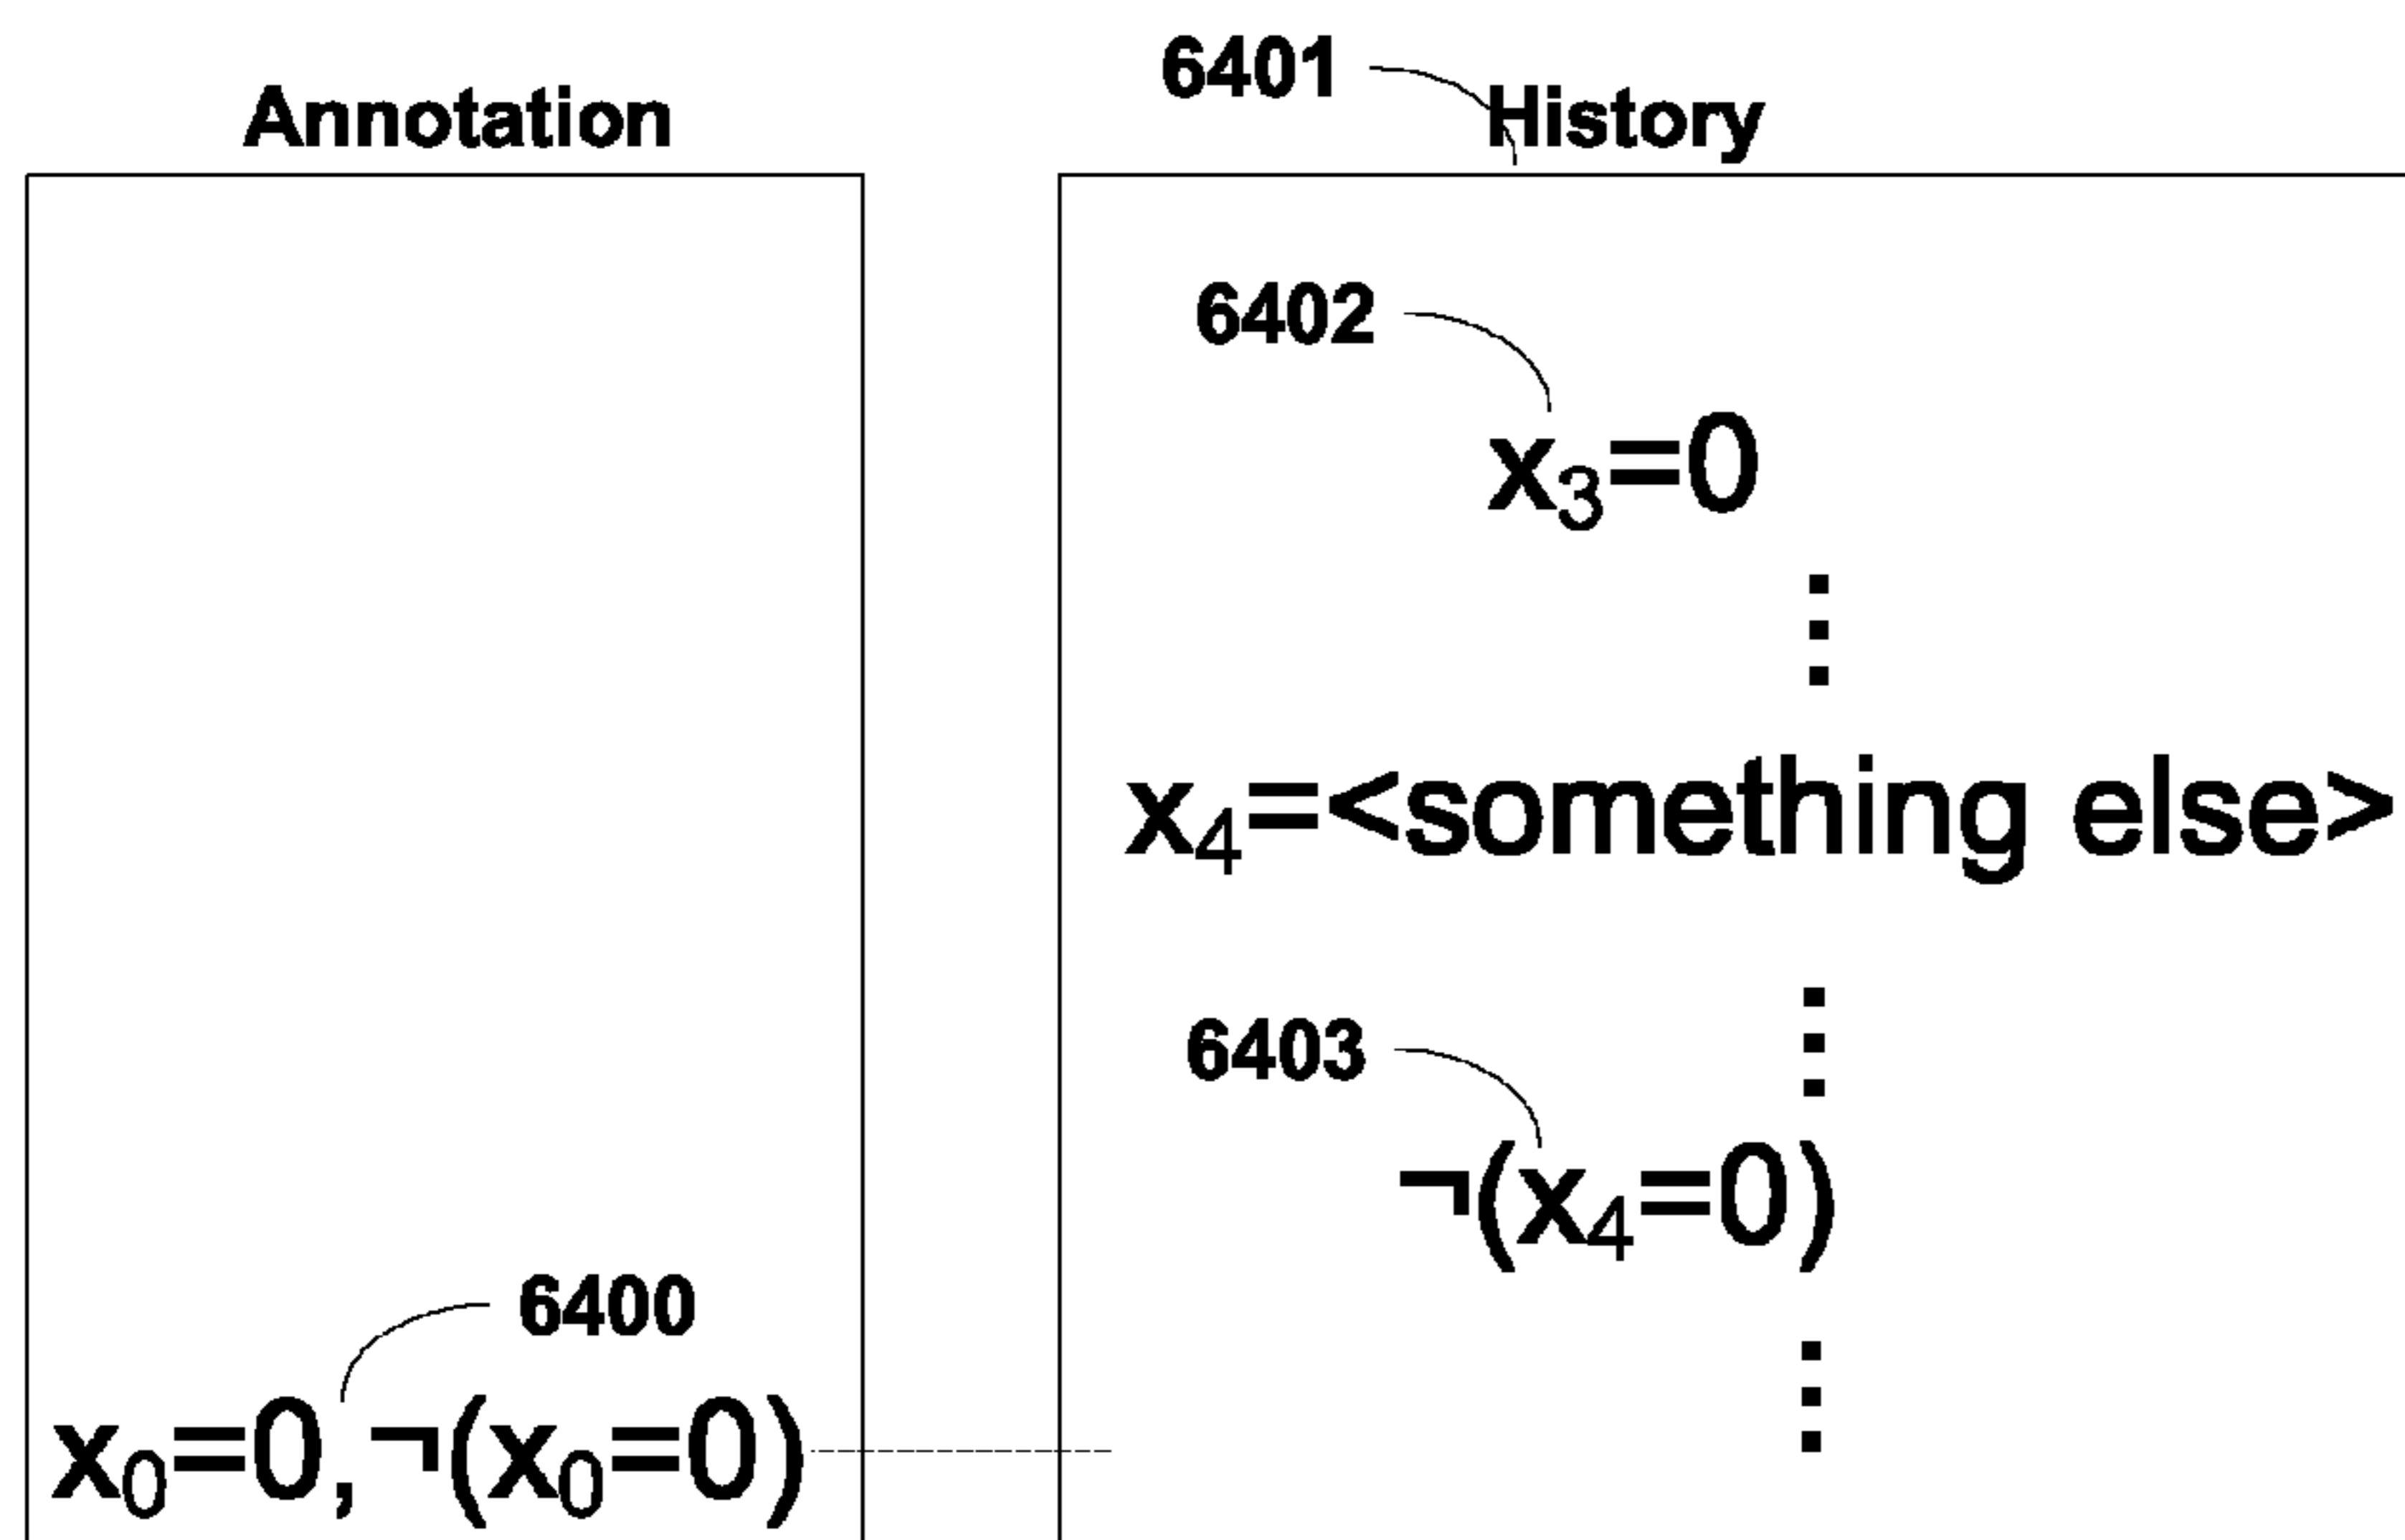 6401
Annotation History
6402
x₃=0
⋮
x₄=<something else>
⋮
6403
¬(x₄=0)
6400
⋮
x₀=0,¬(x₀=0)